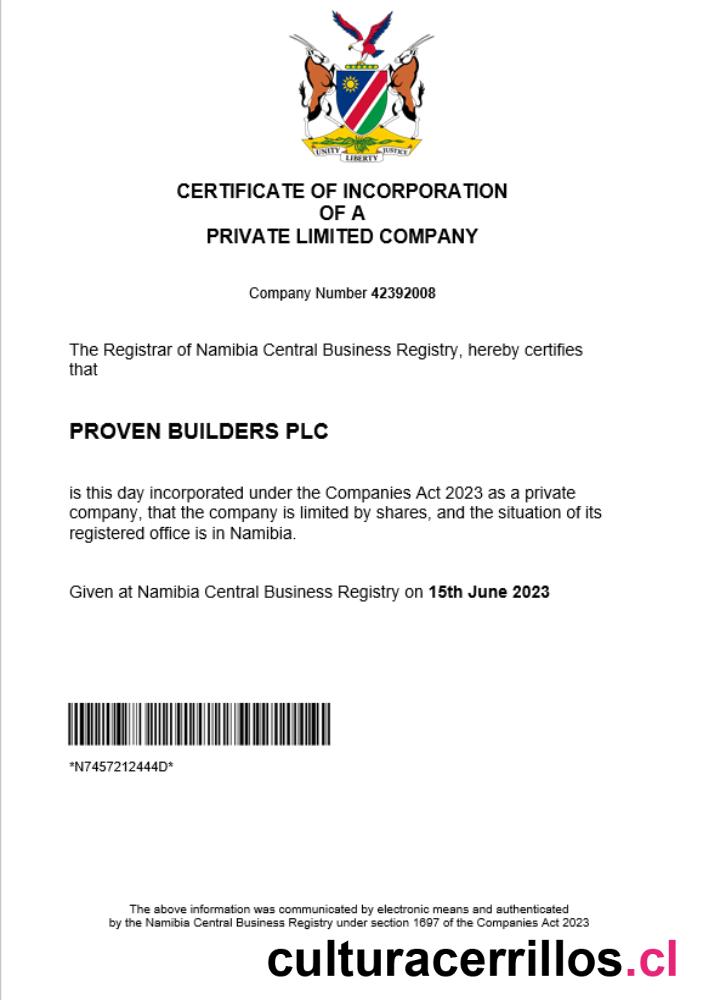 UNITY
LIBERTY
JUSTICE
CERTIFICATE OF INCORPORATION
OF A
PRIVATE LIMITED COMPANY
Company Number 42392008
The Registrar of Namibia Central Business Registry, hereby certifies
that
PROVEN BUILDERS PLC
is this day incorporated under the Companies Act 2023 as a private
company, that the company is limited by shares, and the situation of its
registered office is in Namibia.
Given at Namibia Central Business Registry on 15th June 2023
*N7457212444D*
The above information was communicated by electronic means and authenticated
by the Namibia Central Business Registry under section 1697 of the Companies Act 2023
culturacerrillos.cl